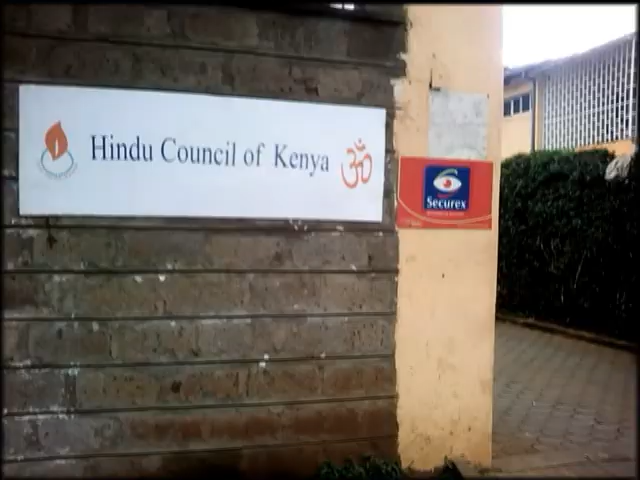 Hindu Council of Kenya ॐ
Securex